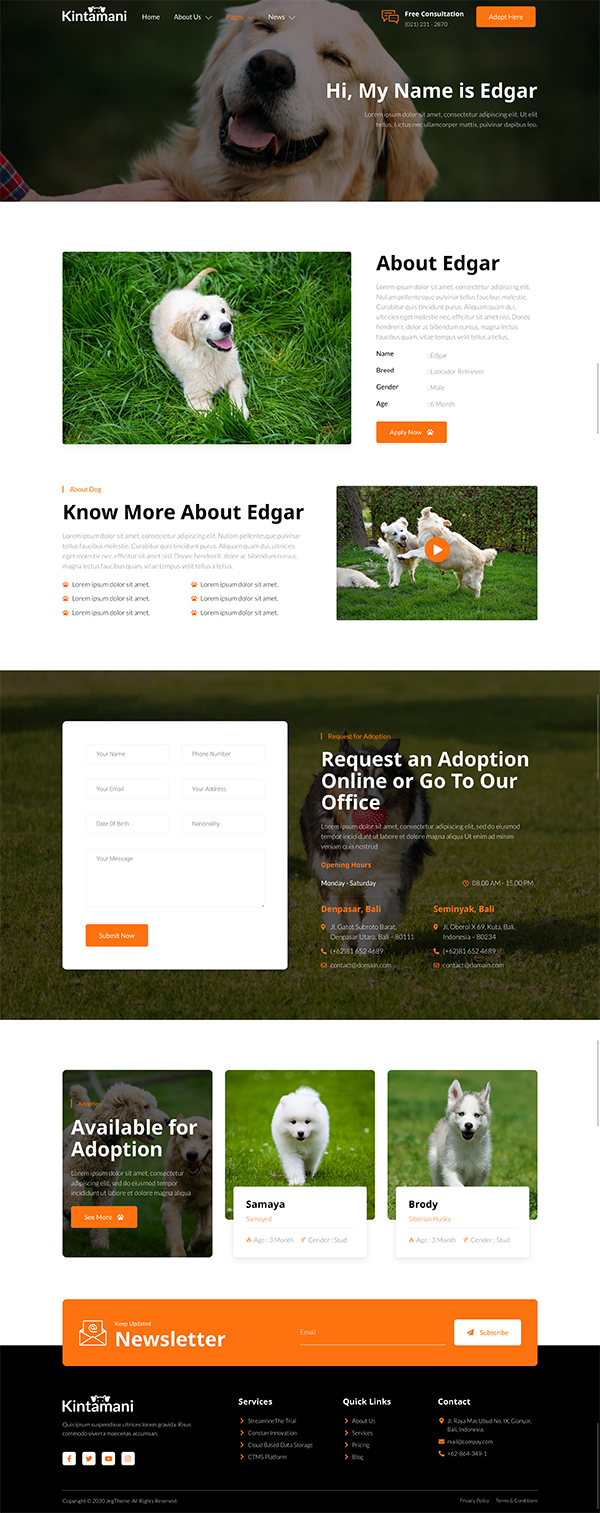 Kintamani
Home
About Us
Pages
News
Free Consultation
(021) 231 - 2870
Adopt Here
Hi, My Name is Edgar
Lorem ipsum dolor sit amet, consectetur adipiscing elit. Ut elit
tellus, luctus nec ullamcorper mattis, pulvinar dapibus leo.
About Edgar
Lorem ipsum dolor sit amet, consectetur adipiscing elit.
Nullam pellentesque pulvinar tellus faucibus molestie.
Curabitur quis tincidunt arcu. Aliquam quam dui,
ultricies eget molestie nec, efficitur sit amet nisl. Donec
hendrerit, dolor ac bibendum cursus, magna lectus
faucibus quam, vitae tempus velit tellus a tellus.
Name : Edgar
Breed : Labrador Retriever
Gender : Male
Age : 6 Month
Apply Now
About Dog
Know More About Edgar
Lorem ipsum dolor sit amet, consectetur adipiscing elit. Nullam pellentesque pulvinar
tellus faucibus molestie. Curabitur quis tincidunt arcu. Aliquam quam dui, ultricies
eget molestie nec, efficitur sit amet nisl. Donec hendrerit, dolor ac bibendum cursus,
magna lectus faucibus quam, vitae tempus velit tellus a tellus.
Lorem ipsum dolor sit amet. Lorem ipsum dolor sit amet.
Lorem ipsum dolor sit amet. Lorem ipsum dolor sit amet.
Lorem ipsum dolor sit amet. Lorem ipsum dolor sit amet.
Your Name
Phone Number
Your Email
Your Address
Date Of Birth
Nationality
Your Message
Submit Now
Request for Adoption
Request an Adoption
Online or Go To Our
Office
Lorem ipsum dolor sit amet, consectetur adipiscing elit, sed do eiusmod
tempor incididunt ut labore et dolore magna aliqua Ut enim ad minim
veniam quis nostrud
Opening Hours
Monday - Saturday
08.00 AM - 15.00 PM
Denpasar, Bali
Jl. Gatot Subroto Barat,
Denpasar Utara, Bali – 80111
(+62)81 652 4689
contact@domain.com
Seminyak, Bali
Jl. Oberoi X 69, Kuta, Bali,
Indonesia – 80234
(+62)81 652 4689
contact@domain.com
Adoption
Available for
Adoption
Lorem ipsum dolor sit amet, consectetur
adipiscing elit, sed do eiusmod tempor
incididunt ut labore et dolore magna aliqua
See More
Samaya
Samoyed
Age : 3 Month
Gender : Stud
Brody
Siberian Husky
Age : 3 Month
Gender : Stud
Keep Updated
Newsletter
Email
Subscribe
Kintamani
Quis ipsum suspendisse ultrices lorem gravida. Risus
commodo viverra maecenas accumsan.
Services
StreamlineThe Trial
Constan Innovation
Cloud Based Data Storage
CTMS Platform
Quick Links
About Us
Services
Pricing
Blog
Contact
Jl. Raya Mas Ubud No. IX, Gianyar,
Bali, Indonesia.
mail@compay.com
+62-864-349-1
Copyright © 2020 JegTheme. All Rights Reserved.
Privacy Policy
Terms & Conditions